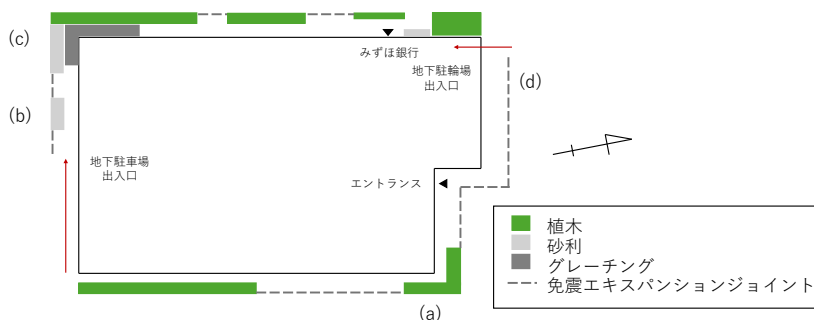 (c)
みずほ銀行
地下駐輪場
出入口
(d)
(b)
地下駐車場
出入口
エントランス
植木
砂利
グレーチング
免震エキスパンションジョイント
(a)